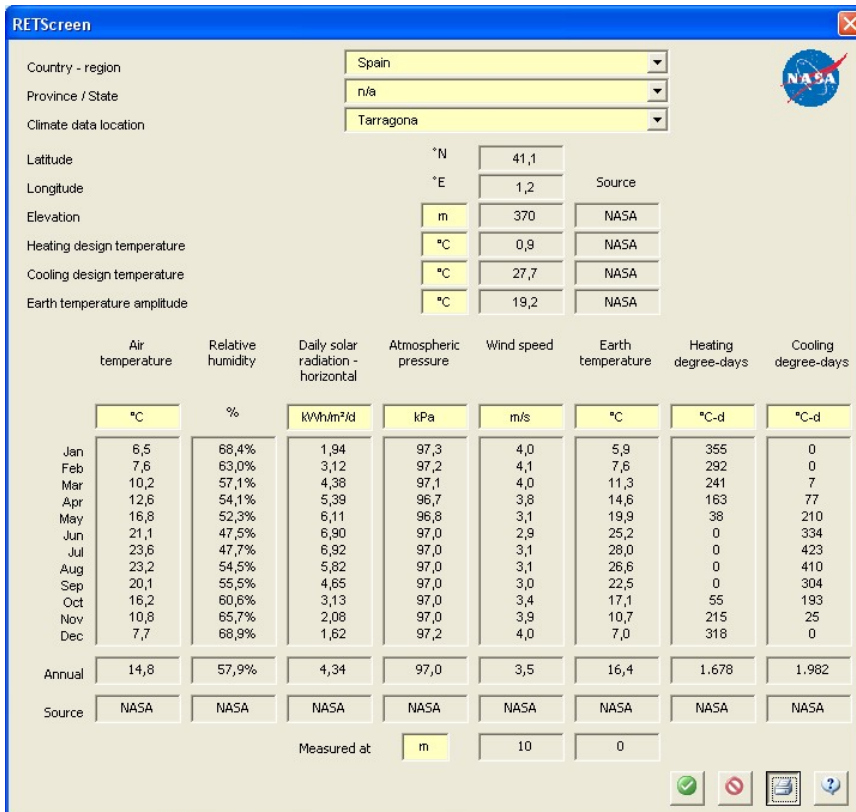 RETScreen
Country - region Spain
NASA
Province / State n/a
Climate data location Tarragona
Latitude °N 41,1
Longitude °E 1,2 Source
Elevation m 370 NASA
Heating design temperature °C 0,9 NASA
Cooling design temperature °C 27,7 NASA
Earth temperature amplitude °C 19,2 NASA
Air Relative Daily solar Atmospheric Wind speed Earth Heating Cooling
temperature humidity radiation - pressure temperature degree-days degree-days
horizontal
°C % kWh/m²/d kPa m/s °C °C-d °C-d
Jan 6,5 68,4% 1,94 97,3 4,0 5,9 355 0
Feb 7,6 63,0% 3,12 97,2 4,1 7,6 292 0
Mar 10,2 57,1% 4,38 97,1 4,0 11,3 241 7
Apr 12,6 54,1% 5,39 96,7 3,8 14,6 163 77
May 16,8 52,3% 6,11 96,8 3,1 19,9 38 210
Jun 21,1 47,5% 6,90 97,0 2,9 25,2 0 334
Jul 23,6 47,7% 6,92 97,0 3,1 28,0 0 423
Aug 23,2 54,5% 5,82 97,0 3,1 26,6 0 410
Sep 20,1 55,5% 4,65 97,0 3,0 22,5 0 304
Oct 16,2 60,6% 3,13 97,0 3,4 17,1 55 193
Nov 10,8 65,7% 2,08 97,0 3,9 10,7 215 25
Dec 7,7 68,9% 1,62 97,2 4,0 7,0 318 0
Annual 14,8 57,9% 4,34 97,0 3,5 16,4 1.678 1.982
Source NASA NASA NASA NASA NASA NASA NASA NASA
Measured at m 10 0